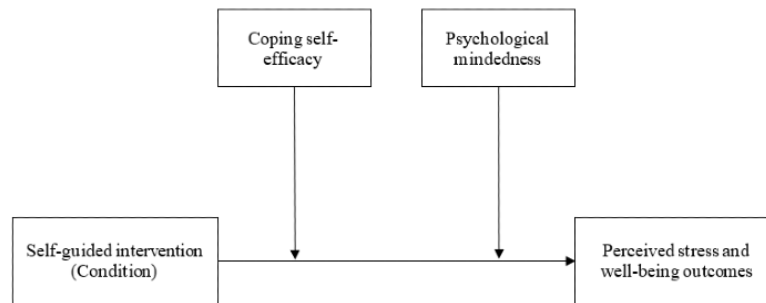 Coping self-
efficacy
Psychological
mindedness
Self-guided intervention
(Condition)
Perceived stress and
well-being outcomes